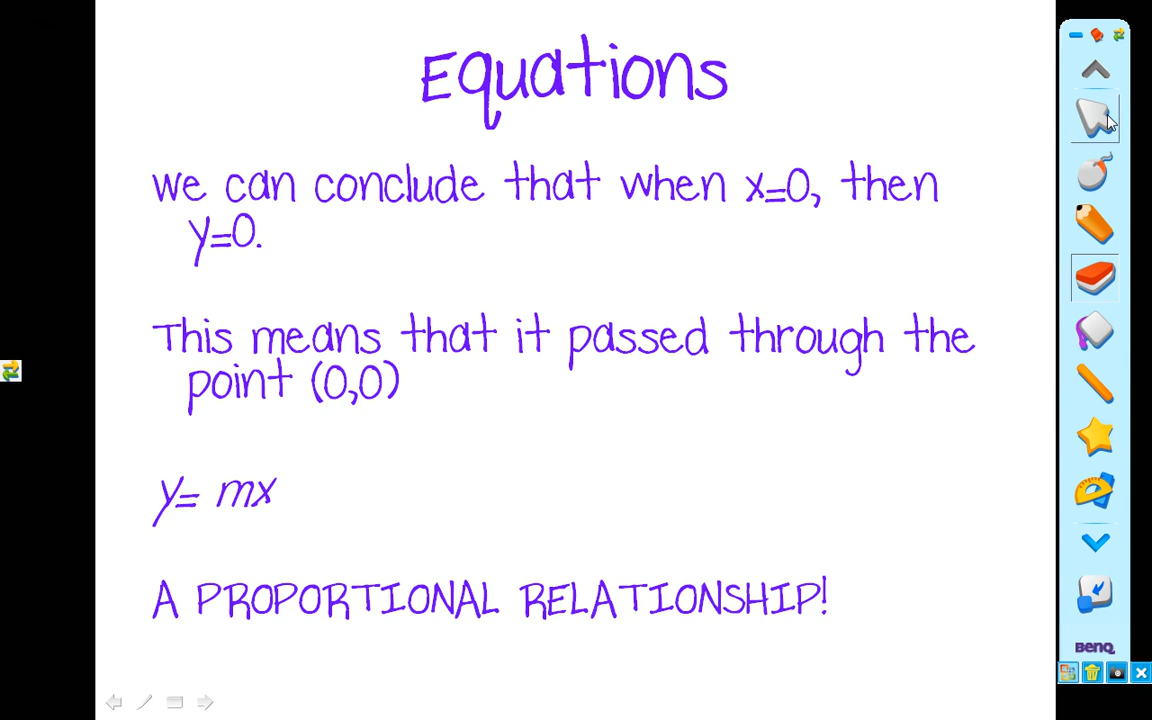 Equations
We can conclude that when x=0, then
y=0.
This means that it passed through the
point (0,0)
y= mx
A PROPORTIONAL RELATIONSHIP!
BenQ